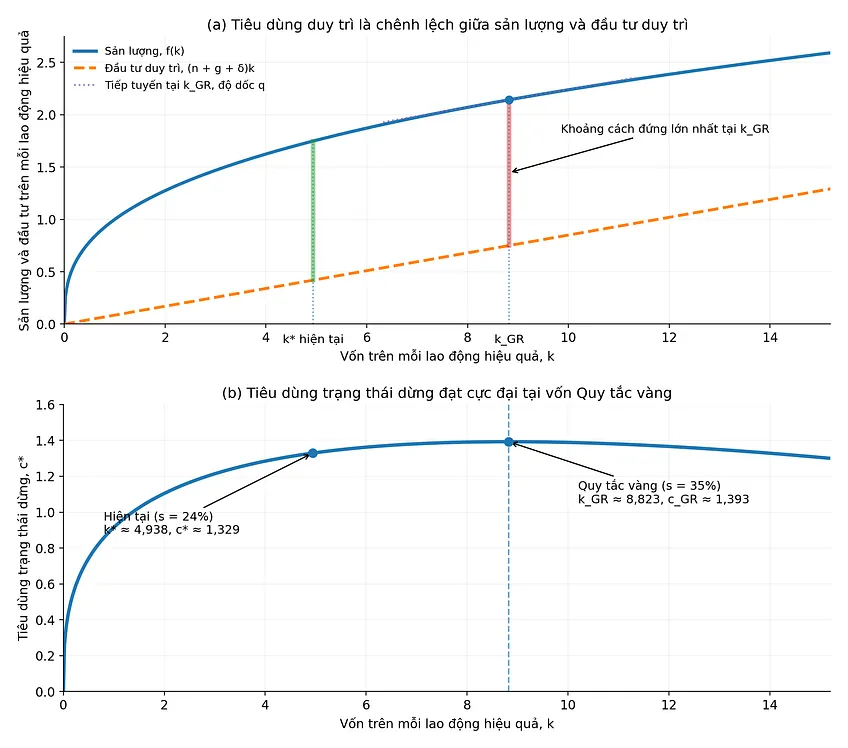 (a) Tiêu dùng duy trì là chênh lệch giữa sản lượng và đầu tư duy trì
Sản lượng và đầu tư trên mỗi lao động hiệu quả
Sản lượng, f(k)
Đầu tư duy trì, (n + g + δ)k
Tiếp tuyến tại k_GR, độ dốc q
Khoảng cách đứng lớn nhất tại k_GR
2.5
2.0
1.5
1.0
0.5
0.0
0 2 4 6 8 10 12 14
k* hiện tại k_GR
Vốn trên mỗi lao động hiệu quả, k
(b) Tiêu dùng trạng thái dừng đạt cực đại tại vốn Quy tắc vàng
Tiêu dùng trạng thái dừng, c*
1.6
1.4
1.2
1.0
0.8
0.6
0.4
0.2
0.0
Hiện tại (s = 24%)
k* ≈ 4,938, c* ≈ 1,329
Quy tắc vàng (s = 35%)
k_GR ≈ 8,823, c_GR ≈ 1,393
0 2 4 6 8 10 12 14
Vốn trên mỗi lao động hiệu quả, k